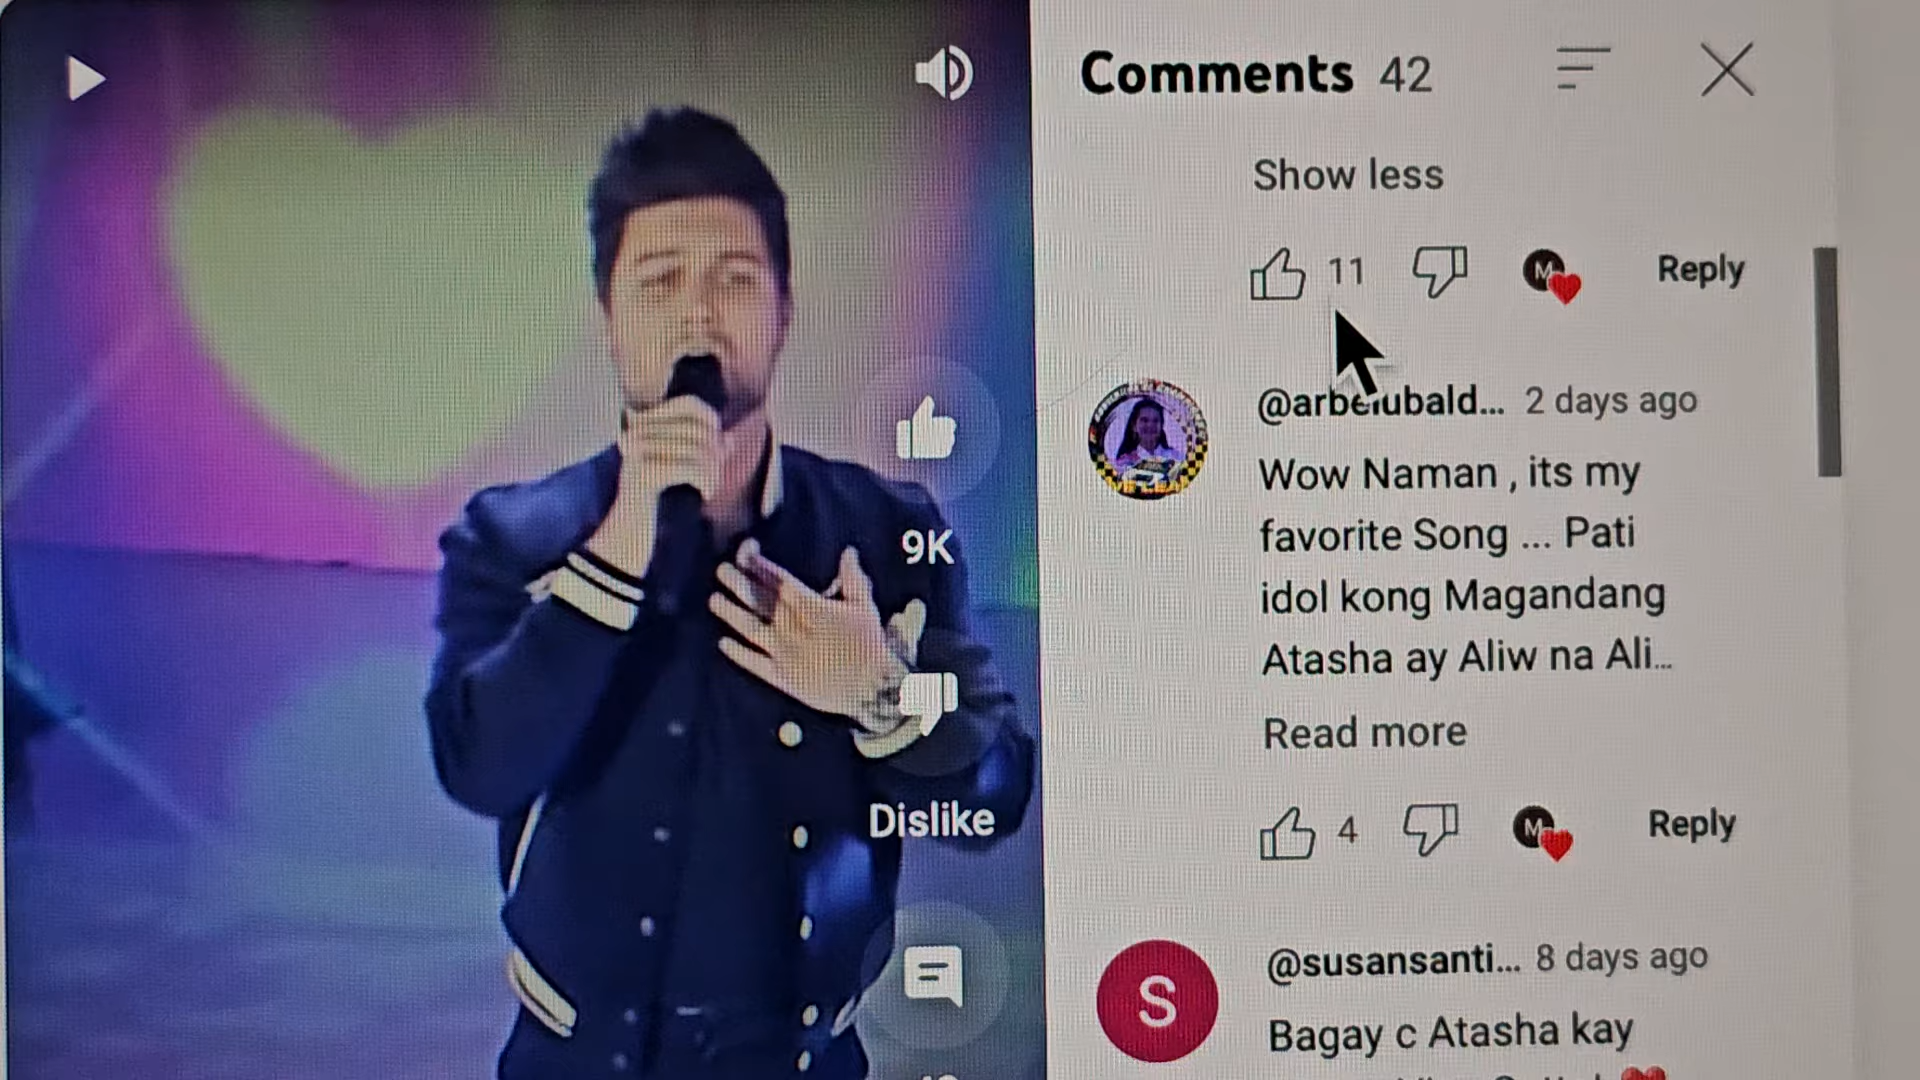 Comments 42
Show less
11
Reply
2 days ago
Wow Naman , its my
favorite Song ... Pati
idol kong Magandang
Atasha ay Aliw na Ali...
Read more
4
Reply
@susansanti... 8 days ago
S
Bagay c Atasha kay
9K
Dislike
M
M